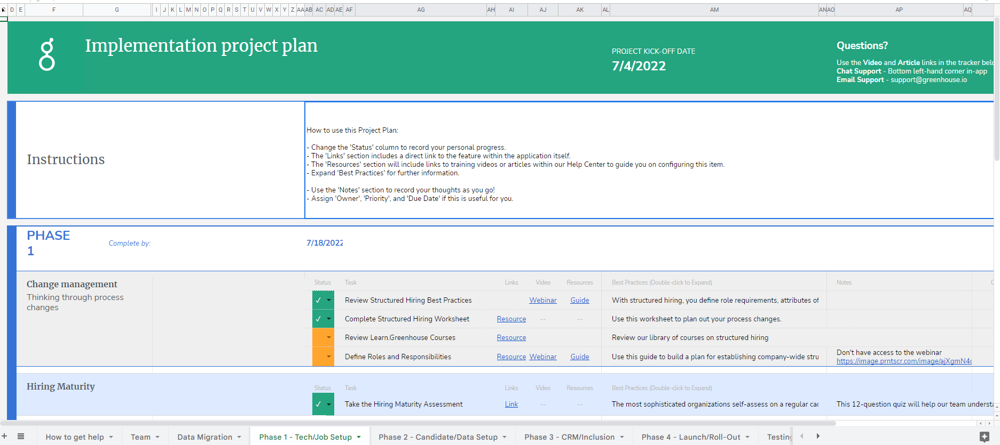 D E F G I J K L M N O P Q R S T U V W X Y Z AA AB AC AD AE AF AG AH AI AJ AK AL AM AN AO AP AQ
Implementation project plan
PROJECT KICK-OFF DATE
7/4/2022
Questions?
Use the Video and Article links in the tracker belo
Chat Support - Bottom left-hand corner in-app
Email Support - support@greenhouse.io
Instructions
How to use this Project Plan:
- Change the 'Status' column to record your personal progress.
- The 'Links' section includes a direct link to the feature within the application itself.
- The 'Resources' section will include links to training videos or articles within our Help Center to guide you on configuring this item.
- Expand 'Best Practices' for further information.
- Use the 'Notes' section to record your thoughts as you go!
- Assign 'Owner', 'Priority', and 'Due Date' if this is useful for you.
PHASE
1
Complete by:
7/18/2022
Change management
Thinking through process
changes
Status Task Links Video Resources Best Practices (Double-click to Expand) Notes
✓ Review Structured Hiring Best Practices Webinar Guide With structured hiring, you define role requirements, attributes of
✓ Complete Structured Hiring Worksheet Resource -- -- Use this worksheet to plan out your process changes.
Review Learn.Greenhouse Courses Resource Review our library of courses on structured hiring
Define Roles and Responsibilities Resource Webinar Guide Use this guide to build a plan for establishing company-wide stru
Don't have access to the webinar
https://image.prntscr.com/image/ajXgmN4c
Hiring Maturity
Status Task Links Video Resources Best Practices (Double-click to Expand)
✓ Take the Hiring Maturity Assessment Link -- -- The most sophisticated organizations self-assess on a regular cad This 12-question quiz will help our team understa
How to get help Team Data Migration Phase 1 - Tech/Job Setup Phase 2 - Candidate/Data Setup Phase 3 - CRM/Inclusion Phase 4 - Launch/Roll-Out Testing